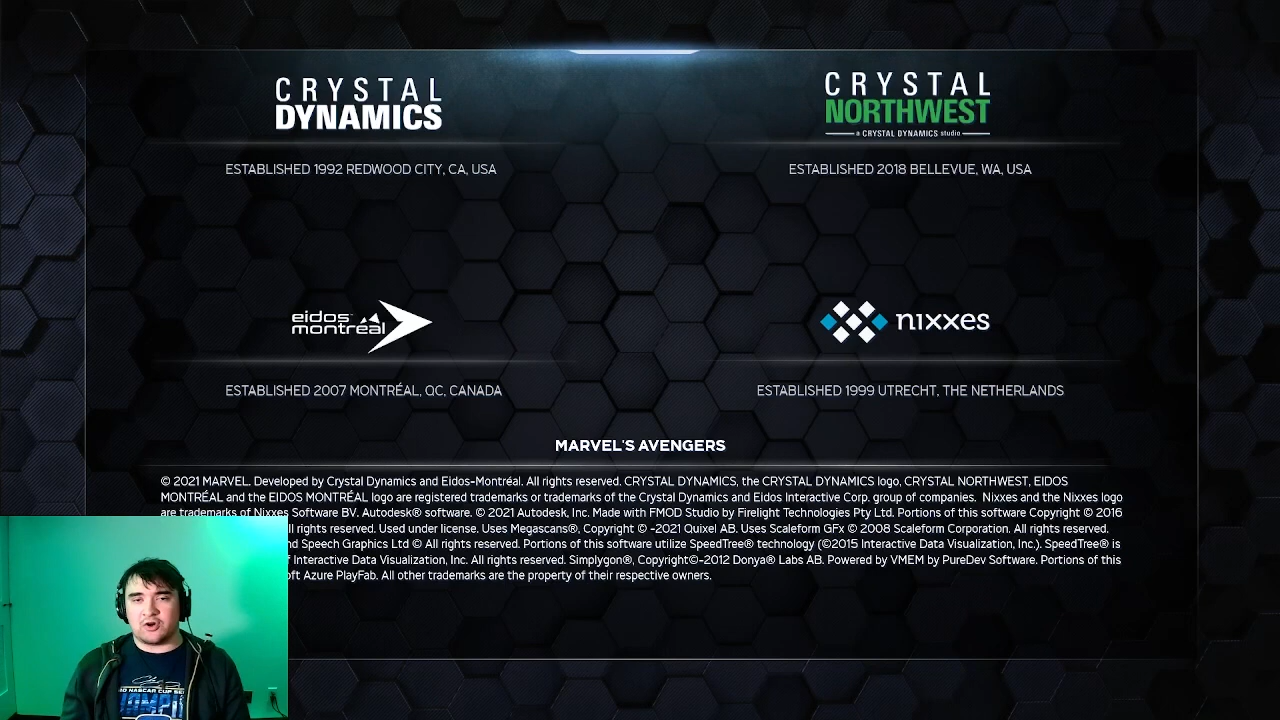 CRYSTAL
DYNAMICS
CRYSTAL
NORTHWEST
a CRYSTAL DYNAMICS studio
ESTABLISHED 1992 REDWOOD CITY, CA, USA
ESTABLISHED 2018 BELLEVUE, WA, USA
eidos™
montréal
nixxes
ESTABLISHED 2007 MONTRÉAL, QC, CANADA
ESTABLISHED 1999 UTRECHT, THE NETHERLANDS
MARVEL'S AVENGERS
© 2021 MARVEL. Developed by Crystal Dynamics and Eidos-Montréal. All rights reserved. CRYSTAL DYNAMICS, the CRYSTAL DYNAMICS logo, CRYSTAL NORTHWEST, EIDOS
MONTRÉAL and the EIDOS MONTRÉAL logo are registered trademarks or trademarks of the Crystal Dynamics and Eidos Interactive Corp. group of companies. Nixxes and the Nixxes logo
are trademarks of Nixxes Software BV. Autodesk® software. © 2021 Autodesk, Inc. Made with FMOD Studio by Firelight Technologies Pty Ltd. Portions of this software Copyright © 2016
ll rights reserved. Used under license. Uses Megascans®, Copyright © -2021 Quixel AB. Uses Scaleform GFx © 2008 Scaleform Corporation. All rights reserved.
nd Speech Graphics Ltd © All rights reserved. Portions of this software utilize SpeedTree® technology (©2015 Interactive Data Visualization, Inc.). SpeedTree® is
f Interactive Data Visualization, Inc. All rights reserved. Simplygon®, Copyright©-2012 Donya® Labs AB. Powered by VMEM by PureDev Software. Portions of this
oft Azure PlayFab. All other trademarks are the property of their respective owners.
NASCAR CUP